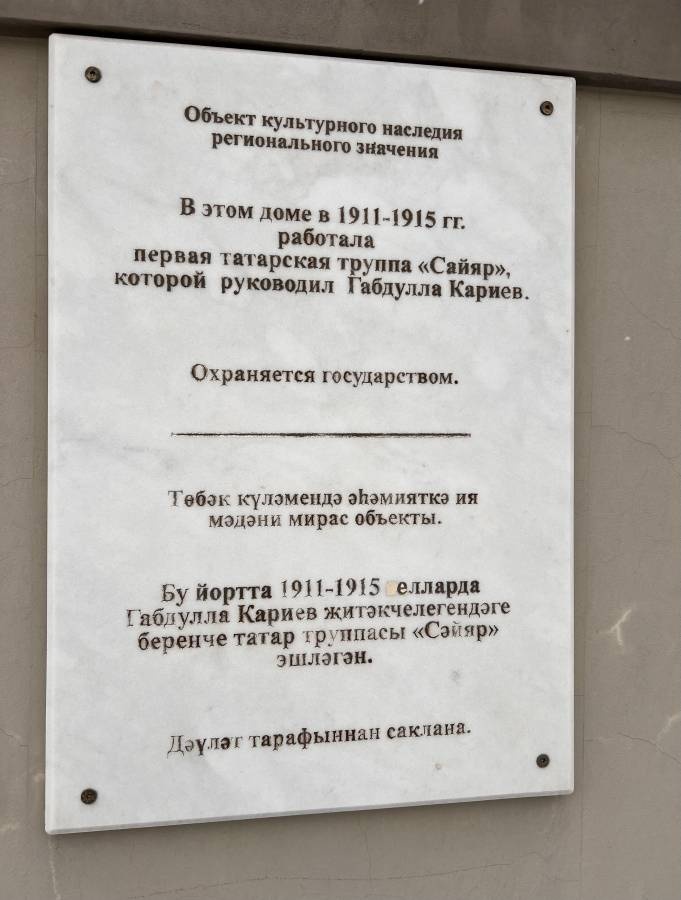 Объект культурного наследия
регионального значения
В этом доме в 1911-1915 гг.
работала
первая татарская труппа «Сайяр»,
которой руководил Габдулла Кариев.
Охраняется государством.
Төбәк күләмендә әһәмияткә ия
мәдәни мирас объекты.
Бу йортта 1911-1915 елларда
Габдулла Кариев җитәкчелегендәге
беренче татар труппасы «Сәйяр»
эшләгән.
Дәүләт тарафыннан саклана.